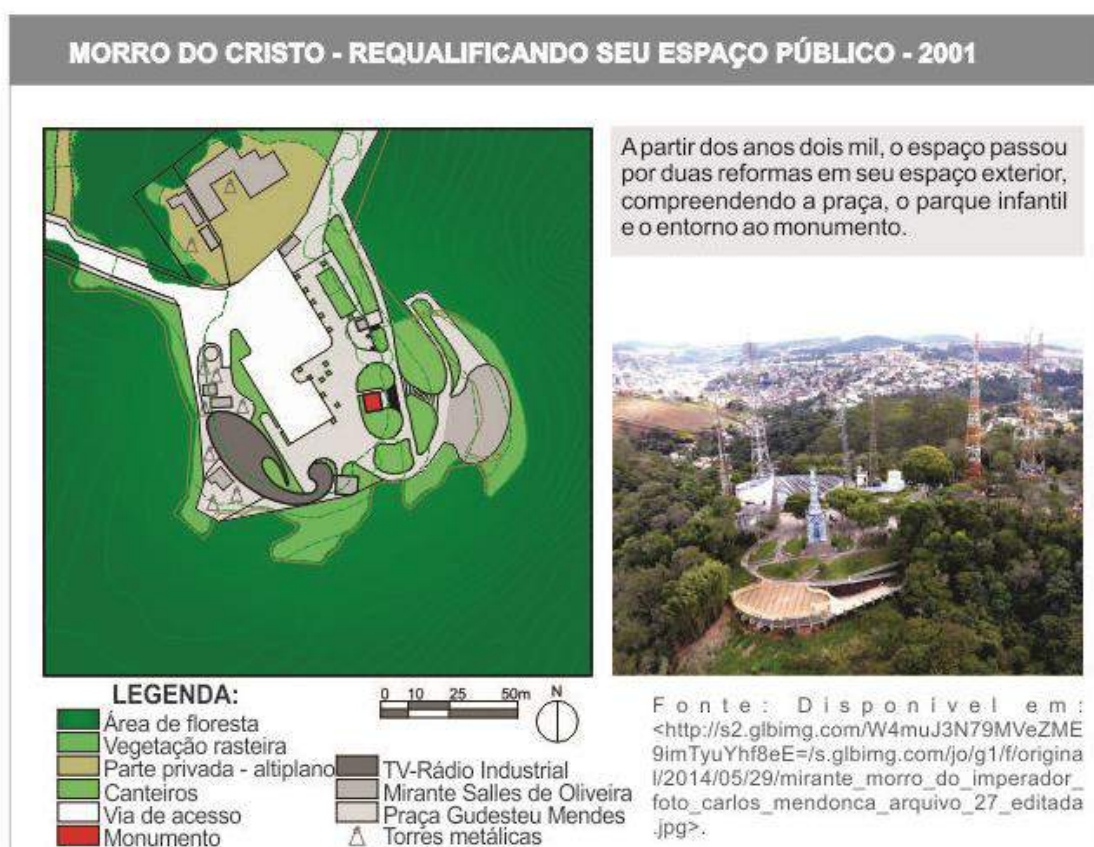 MORRO DO CRISTO - REQUALIFICANDO SEU ESPAÇO PÚBLICO - 2001
A partir dos anos dois mil, o espaço passou
por duas reformas em seu espaço exterior,
compreendendo a praça, o parque infantil
e o entorno ao monumento.
LEGENDA:
Área de floresta
Vegetação rasteira
Parte privada - altiplano
Canteiros
Via de acesso
Monumento
0 10 25 50m N
TV-Rádio Industrial
Mirante Salles de Oliveira
Praça Gudesteu Mendes
Torres metálicas
Fonte: Disponível em:
<http://s2.glbimg.com/W4muJ3N79MVeZME
9imTyuYhf8eE=/s.glbimg.com/jo/g1/f/origina
l/2014/05/29/mirante_morro_do_imperador_
foto_carlos_mendonca_arquivo_27_editada
.jpg>.